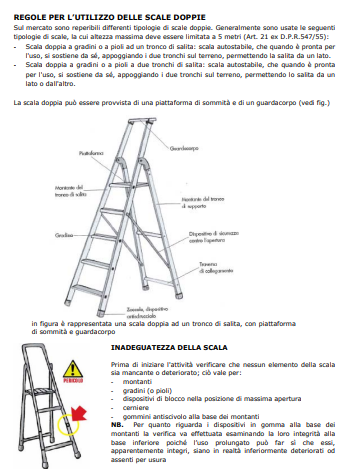 REGOLE PER L'UTILIZZO DELLE SCALE DOPPIE
Sul mercato sono reperibili differenti tipologie di scale doppie. Generalmente sono usate le seguenti
tipologie di scale, la cui altezza massima deve essere limitata a 5 metri (Art. 21 ex D.P.R.547/55):
- Scala doppia a gradini o a pioli ad un tronco di salita: scala autostabile, che quando è pronta per
l'uso, si sostiene da sé, appoggiando i due tronchi sul terreno, permettendo la salita da un lato.
- Scala doppia a gradini o a pioli a due tronchi di salita: scala autostabile, che quando è pronta
per l'uso, si sostiene da sé, appoggiando i due tronchi sul terreno, permettendo lo salita da un
lato o dall'altro.
La scala doppia può essere provvista di una piattaforma di sommità e di un guardacorpo (vedi fig.)
Guardacorpo
Piattaforma
Montante del
tronco di salita
Montante del tronco
di supporto
Gradino
Dispositivo di sicurezza
contro l'apertura
Traversa
di collegamento
Zoccolo, dispositivo
antisdrucciolo
in figura è rappresentata una scala doppia ad un tronco di salita, con piattaforma
di sommità e guardacorpo
INADEGUATEZZA DELLA SCALA
Prima di iniziare l'attività verificare che nessun elemento della scala
sia mancante o deteriorato; ciò vale per:
- montanti
- gradini (o pioli)
- dispositivi di blocco nella posizione di massima apertura
- cerniere
- gommini antiscivolo alla base dei montanti
NB. Per quanto riguarda i dispositivi in gomma alla base dei
montanti la verifica va effettuata esaminando la loro integrità alla
base inferiore poiché l'uso prolungato può far sì che essi,
apparentemente integri, siano in realtà inferiormente deteriorati od
assenti per usura
PERICOLO